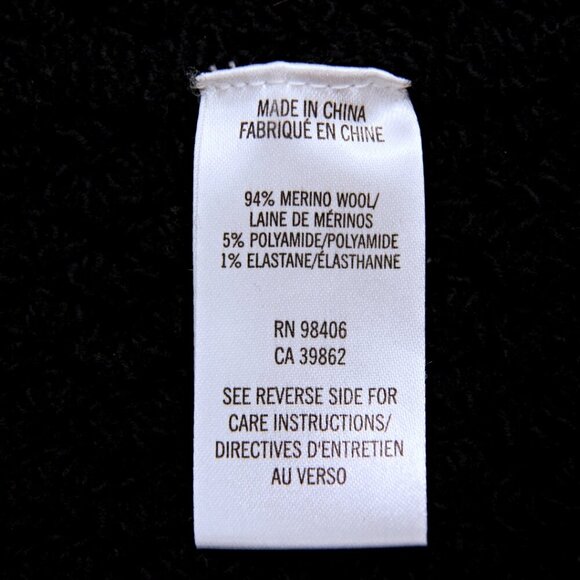 MADE IN CHINA
FABRIQUÉ EN CHINE
94% MERINO WOOL/
LAINE DE MÉRINOS
5% POLYAMIDE/POLYAMIDE
1% ELASTANE/ÉLASTHANNE
RN 98406
CA 39862
SEE REVERSE SIDE FOR
CARE INSTRUCTIONS/
DIRECTIVES D'ENTRETIEN
AU VERSO